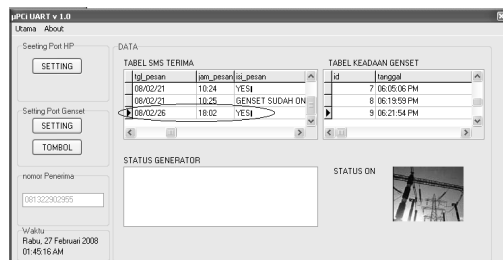 µPCi UART v 1.0
Utama About
Seeting Port HP
SETTING
Setting Port Genset
SETTING
TOMBOL
nomor Penerima
081322902955
Waktu
Rabu, 27 Februari 2008
01:45:16 AM
DATA
TABEL SMS TERIMA
tgl_pesan jam_pesan isi_pesan
08/02/21 10:24 YES
08/02/21 10:25 GENSET SUDAH ON
08/02/26 18:02 YES
TABEL KEADAAN GENSET
id tanggal
7 06:05:06 PM
8 06:19:59 PM
9 06:21:54 PM
STATUS GENERATOR
STATUS ON